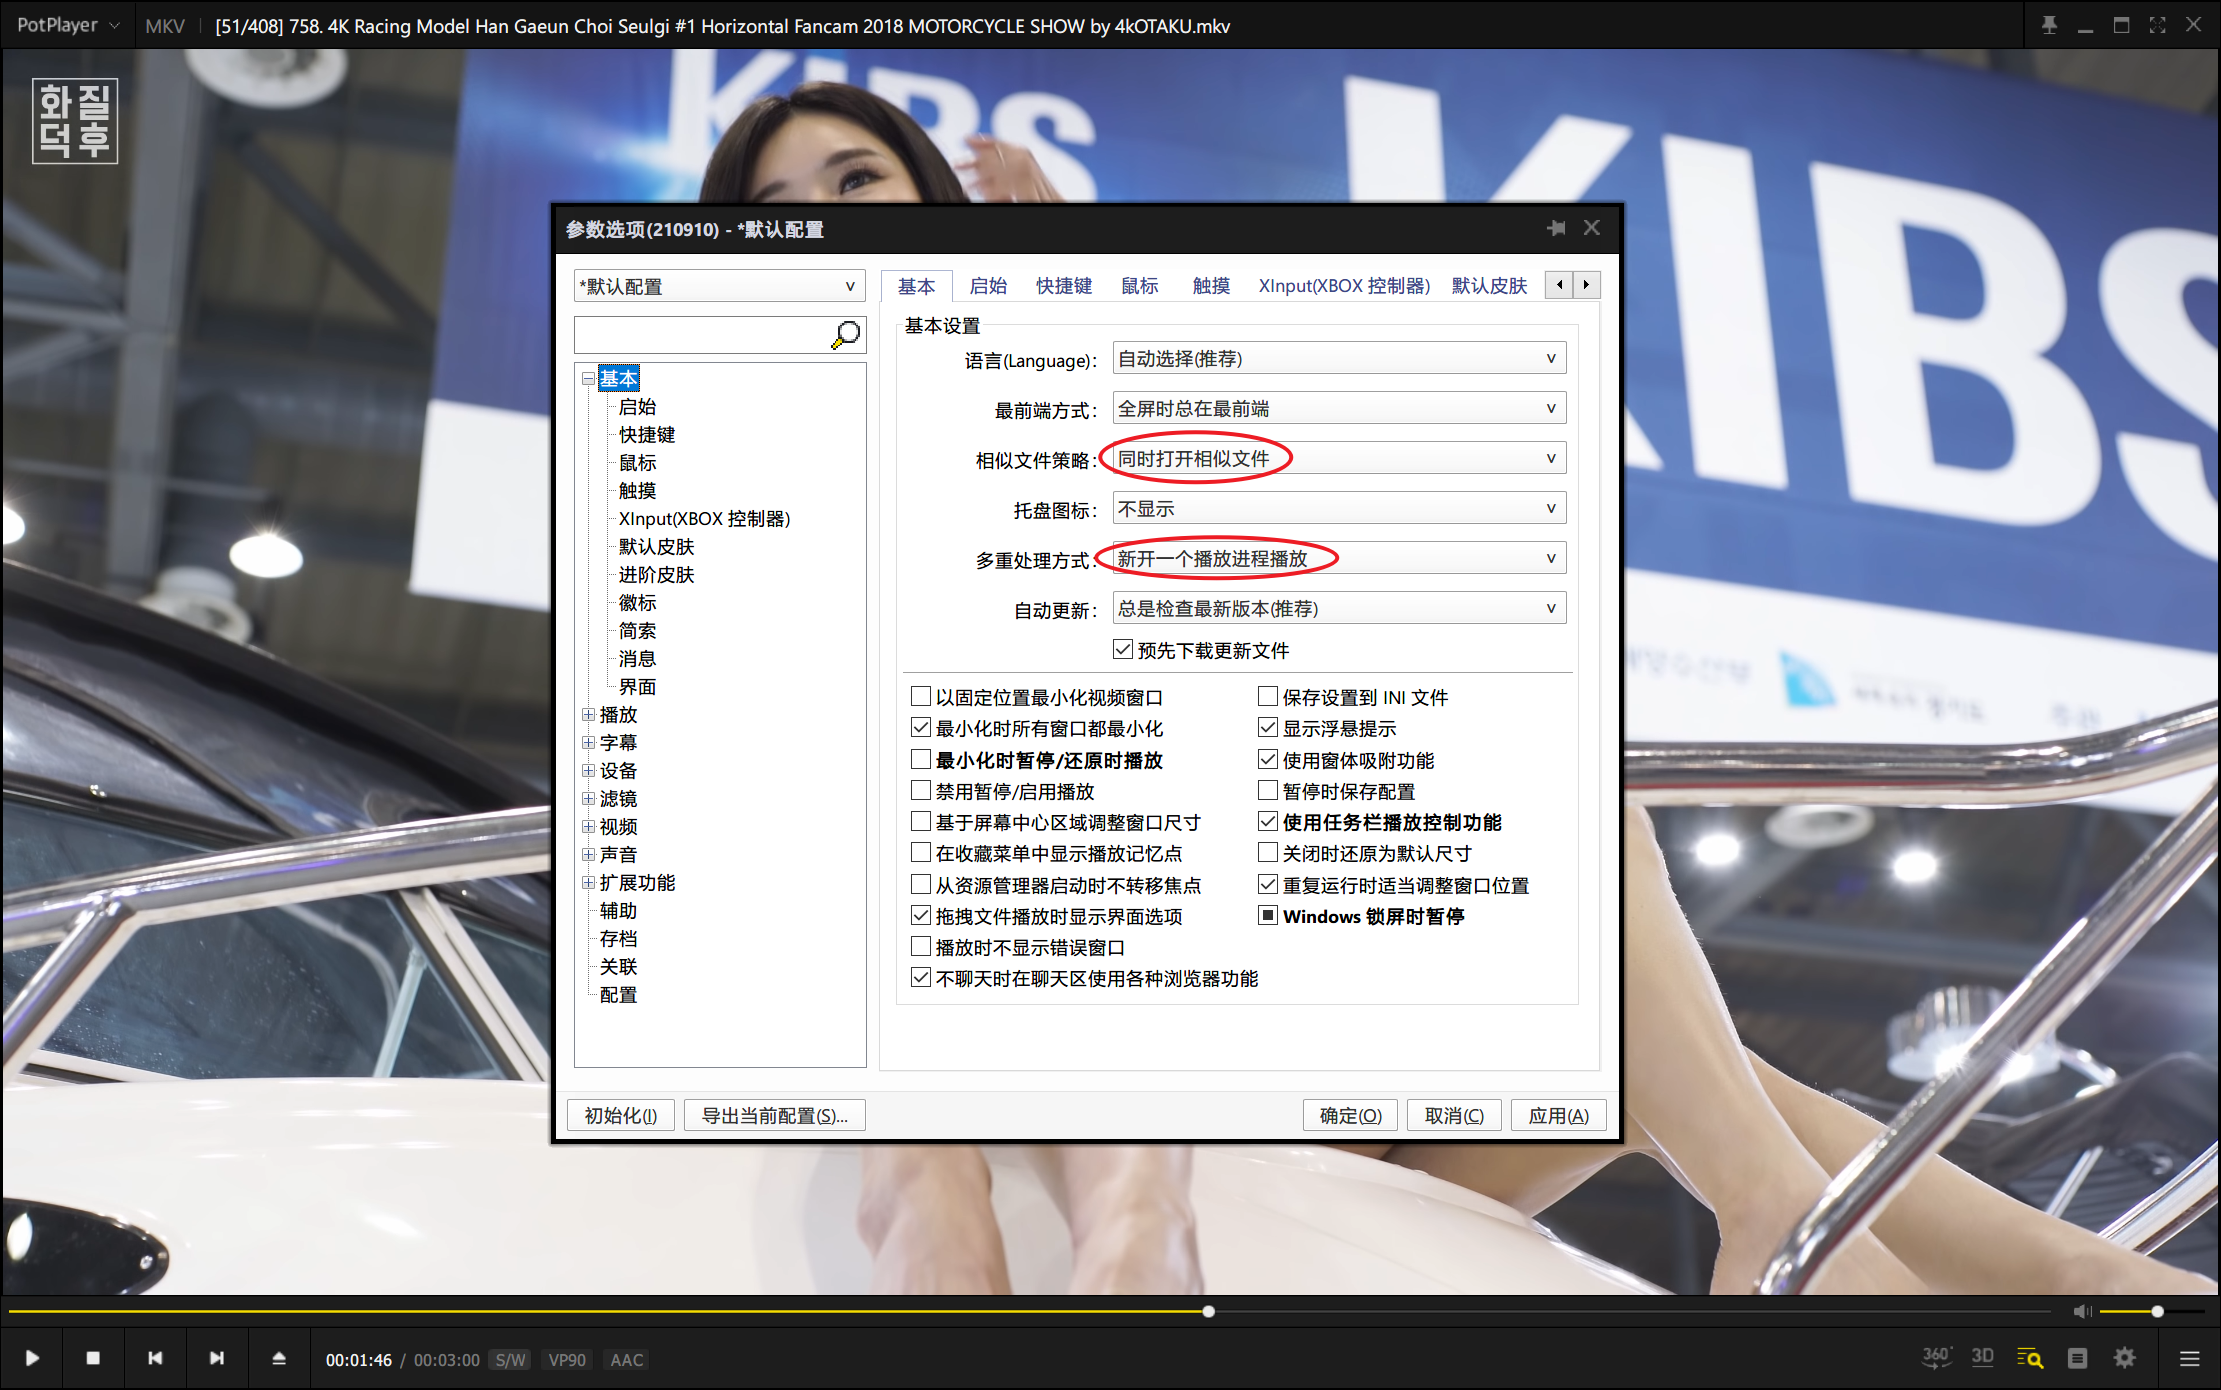 PotPlayer
MKV
[51/408] 758. 4K Racing Model Han Gaeun Choi Seulgi #1 Horizontal Fancam 2018 MOTORCYCLE SHOW by 4kOTAKU.mkv
화질
덕후
KIBS
KIBS
参数选项(210910) - *默认配置
*默认配置
基本
启始
快捷键
鼠标
触摸
XInput(XBOX 控制器)
默认皮肤
进阶皮肤
徽标
简索
消息
界面
播放
字幕
设备
滤镜
视频
声音
扩展功能
辅助
存档
关联
配置
基本 启始 快捷键 鼠标 触摸 XInput(XBOX 控制器) 默认皮肤
基本设置
语言(Language): 自动选择(推荐)
最前端方式: 全屏时总在最前端
相似文件策略: 同时打开相似文件
托盘图标: 不显示
多重处理方式: 新开一个播放进程播放
自动更新: 总是检查最新版本(推荐)
预先下载更新文件
以固定位置最小化视频窗口
最小化时所有窗口都最小化
最小化时暂停/还原时播放
禁用暂停/启用播放
基于屏幕中心区域调整窗口尺寸
在收藏菜单中显示播放记忆点
从资源管理器启动时不转移焦点
拖拽文件播放时显示界面选项
播放时不显示错误窗口
不聊天时在聊天区使用各种浏览器功能
保存设置到 INI 文件
显示浮悬提示
使用窗体吸附功能
暂停时保存配置
使用任务栏播放控制功能
关闭时还原为默认尺寸
重复运行时适当调整窗口位置
Windows 锁屏时暂停
初始化(I) 导出当前配置(S)... 确定(O) 取消(C) 应用(A)
00:01:46 / 00:03:00 S/W VP90 AAC
360° 3D